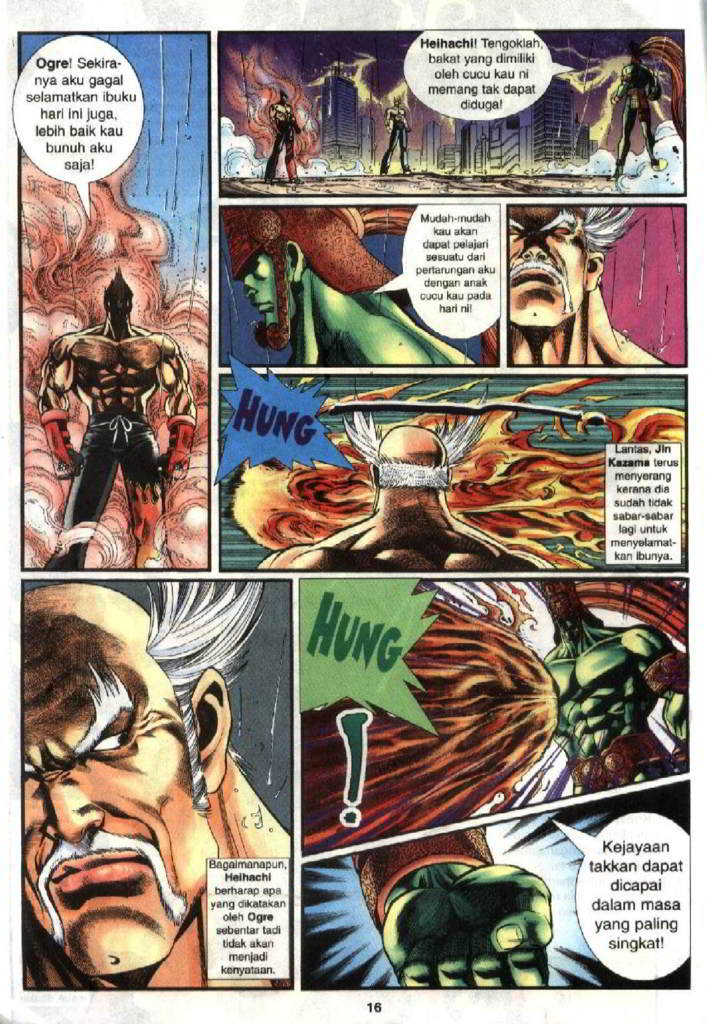 Ogre! Sekira-
nya aku gagal
selamatkan ibuku
hari ini juga,
lebih baik kau
bunuh aku
saja!
Heihachi! Tengoklah,
bakat yang dimiliki
oleh cucu kau ni
memang tak dapat
diduga!
Mudah-mudah
kau akan
dapat pelajari
sesuatu dari
pertarungan aku
dengan anak
cucu kau pada
hari ni!
HUNG
Lantas, Jin
Kazama terus
menyerang
kerana dia
sudah tidak
sabar-sabar
lagi untuk
menyelamat-
kan ibunya.
Bagaimanapun,
Heihachi
berharap apa
yang dikatakan
oleh Ogre
sebentar tadi
tidak akan
menjadi
kenyataan.
HUNG
!
Kejayaan
takkan dapat
dicapai
dalam masa
yang paling
singkat!
16